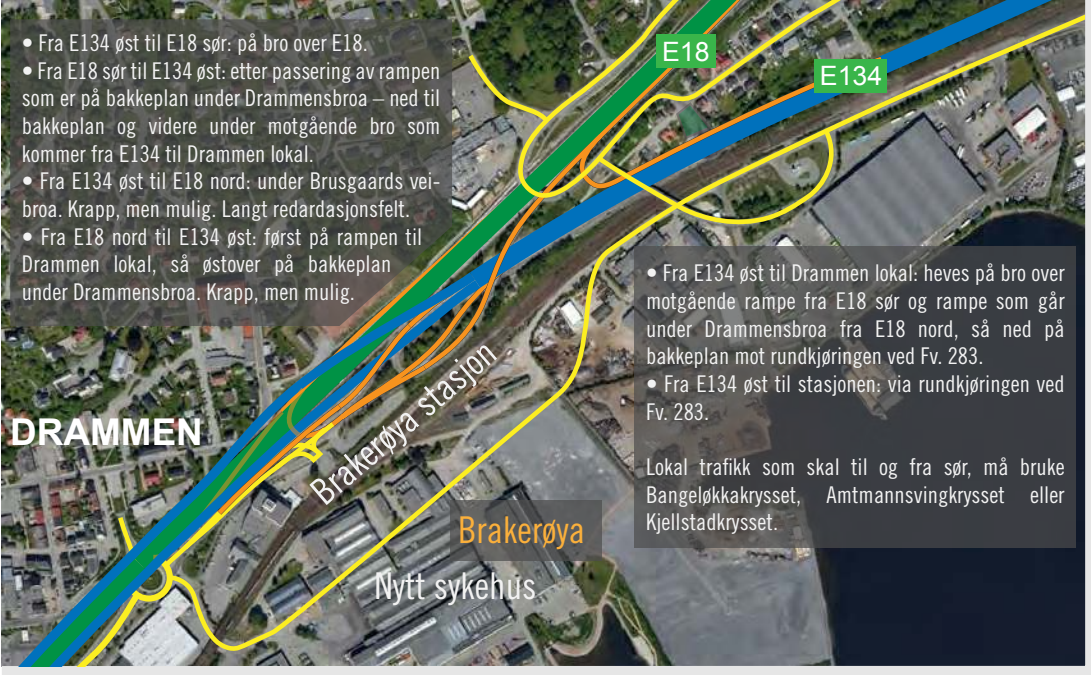 • Fra E134 øst til E18 sør: på bro over E18.
• Fra E18 sør til E134 øst: etter passering av rampen
som er på bakkeplan under Drammensbroa – ned til
bakkeplan og videre under motgående bro som
kommer fra E134 til Drammen lokal.
• Fra E134 øst til E18 nord: under Brusgaards vei-
broa. Krapp, men mulig. Langt redardasjonsfelt.
• Fra E18 nord til E134 øst: først på rampen til
Drammen lokal, så østover på bakkeplan
under Drammensbroa. Krapp, men mulig.
E18
E134
• Fra E134 øst til Drammen lokal: heves på bro over
motgående rampe fra E18 sør og rampe som går
under Drammensbroa fra E18 nord, så ned på
bakkeplan mot rundkjøringen ved Fv. 283.
• Fra E134 øst til stasjonen: via rundkjøringen ved
Fv. 283.
Lokal trafikk som skal til og fra sør, må bruke
Bangeløkkakrysset, Amtmannsvingkrysset eller
Kjellstadkrysset.
DRAMMEN
Brakerøya stasjon
Brakerøya
Nytt sykehus